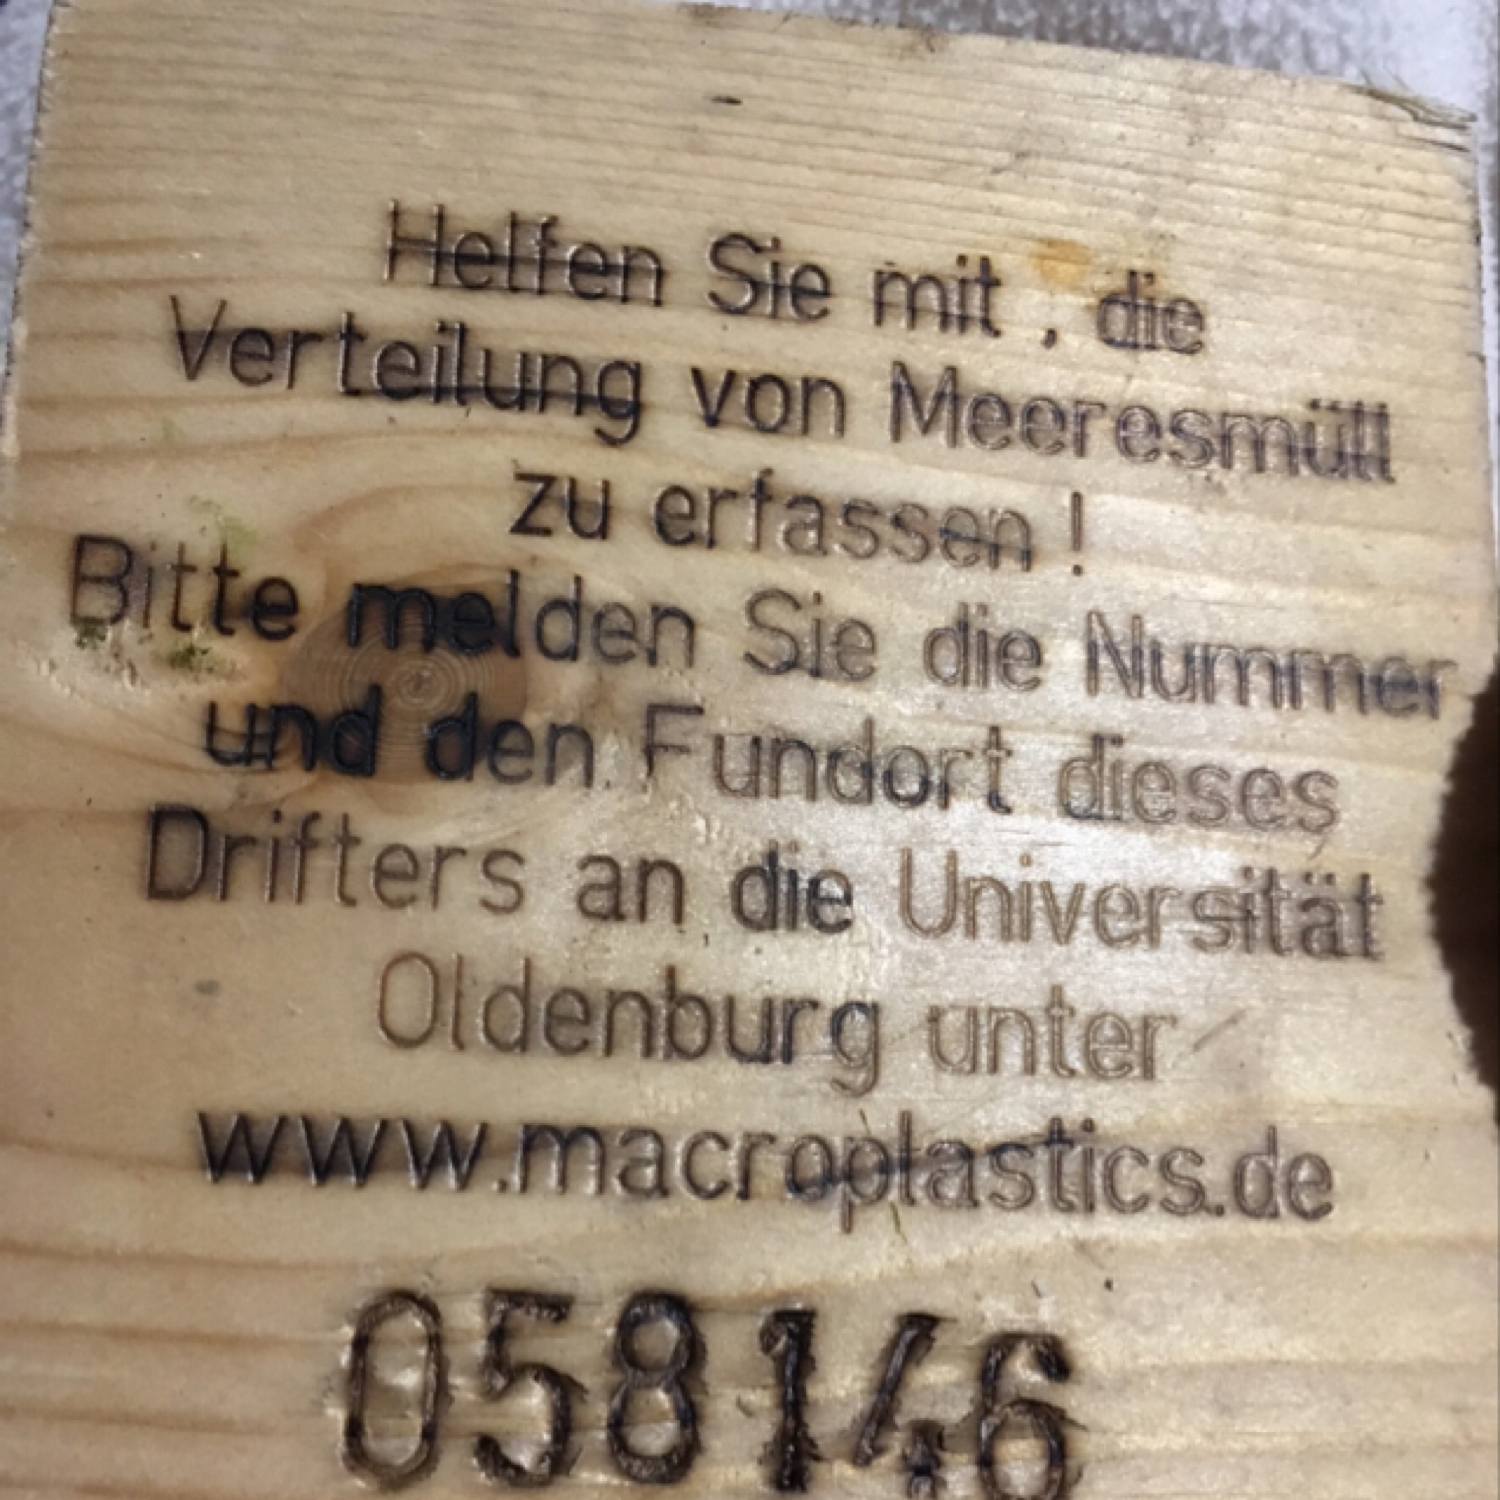 Helfen Sie mit , die
Verteilung von Meeresmüll
zu erfassen !
Bitte melden Sie die Nummer
und den Fundort dieses
Drifters an die Universität
Oldenburg unter
www.macroplastics.de
058146